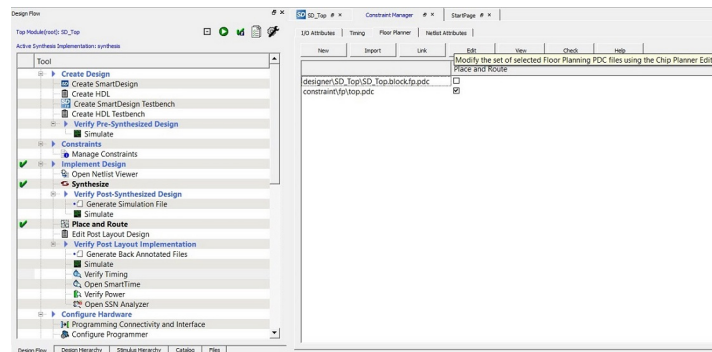 Design Flow
Top Module(root): SD_Top
Active Synthesis Implementation: synthesis
Tool
Create Design
Create SmartDesign
Create HDL
Create SmartDesign Testbench
Create HDL Testbench
Verify Pre-Synthesized Design
Simulate
Constraints
Manage Constraints
Implement Design
Open Netlist Viewer
Synthesize
Verify Post-Synthesized Design
Generate Simulation File
Simulate
Place and Route
Edit Post Layout Design
Verify Post Layout Implementation
Generate Back Annotated Files
Simulate
Verify Timing
Open SmartTime
Verify Power
Open SSN Analyzer
Configure Hardware
Programming Connectivity and Interface
Configure Programmer
Design Flow Design Hierarchy Stimulus Hierarchy Catalog Files
SD_Top Constraint Manager StartPage
I/O Attributes Timing Floor Planner Netlist Attributes
New Import Link Edit View Check Help
Modify the set of selected Floor Planning PDC files using the Chip Planner Edit
Place and Route
designer\SD_Top\SD_Top.block.fp.pdc
constraint\fp\top.pdc